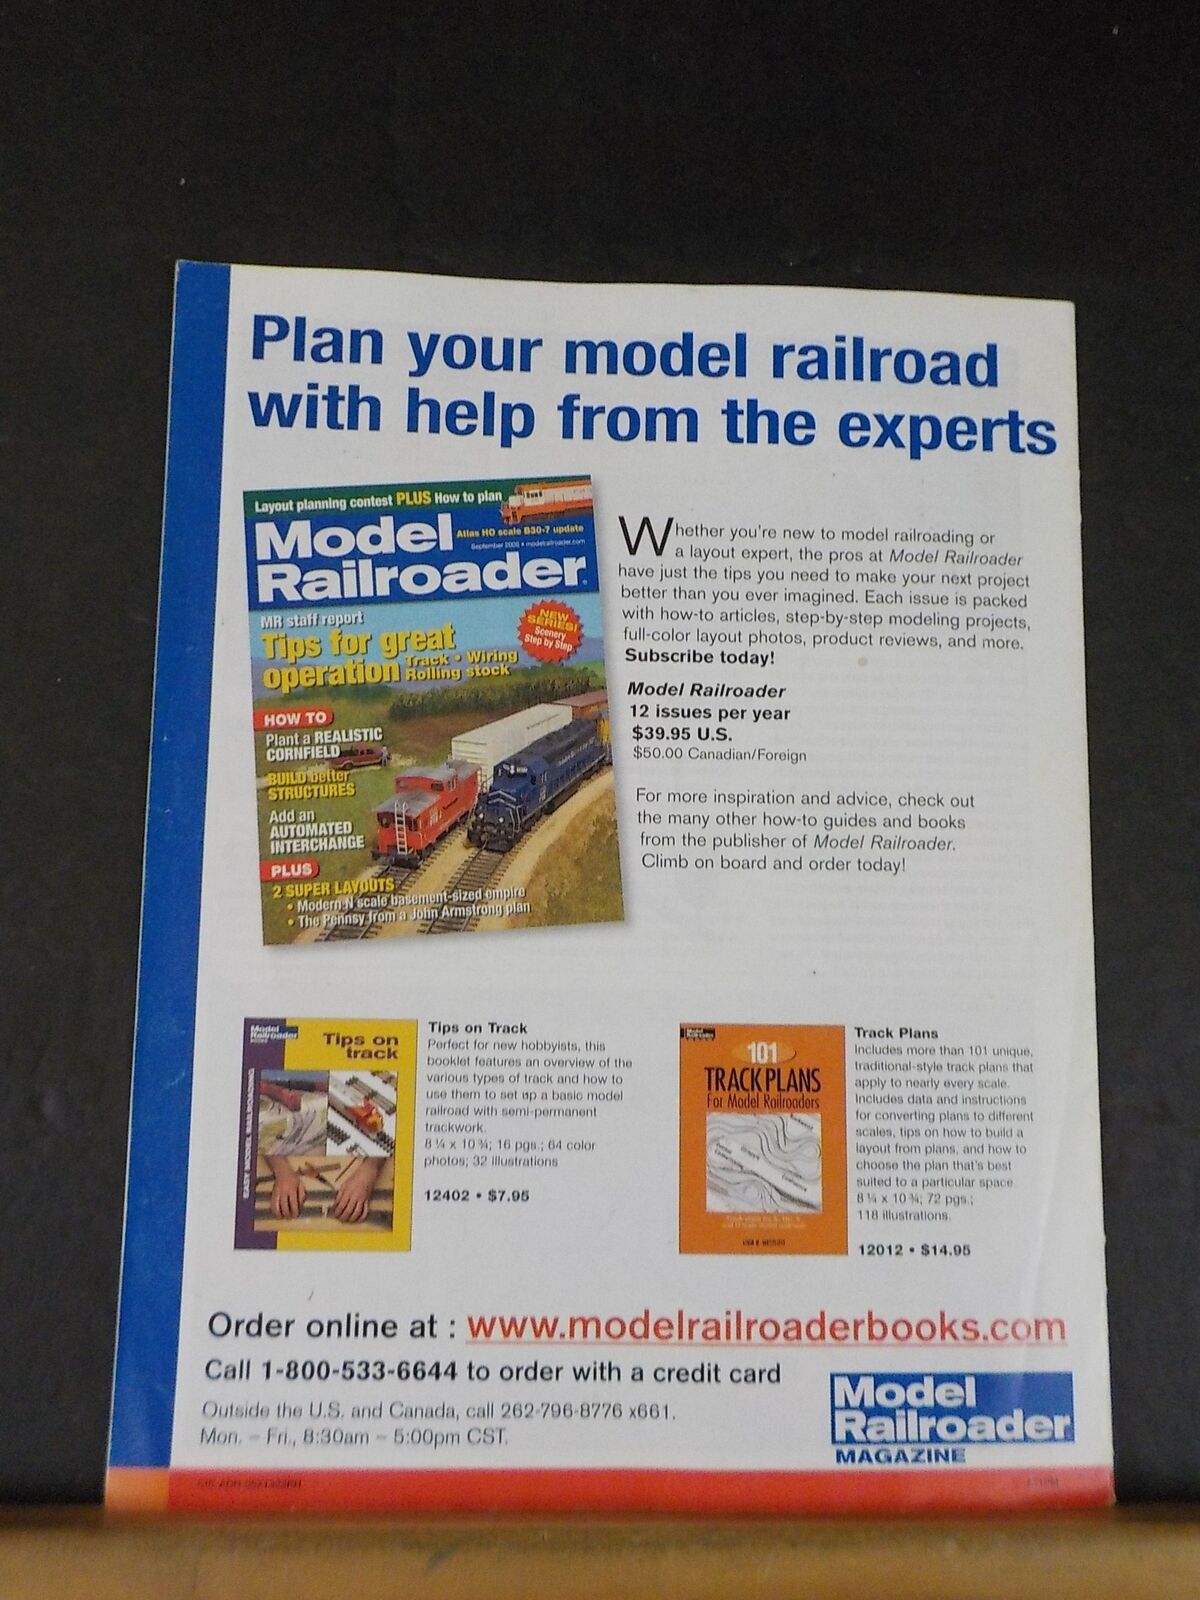 Plan your model railroad
with help from the experts
Layout planning contest PLUS How to plan
Model
Railroader
Atlas HO scale B30-7 update
September 2005 • modelrailroader.com
MR staff report
Tips for great
operation Track • Wiring
Rolling stock
NEW
SERIES!
Scenery
Step by Step
HOW TO
Plant a REALISTIC
CORNFIELD
BUILD better
STRUCTURES
Add an
AUTOMATED
INTERCHANGE
PLUS
2 SUPER LAYOUTS
• Modern N scale basement-sized empire
• The Pennsy from a John Armstrong plan
Whether you're new to model railroading or
a layout expert, the pros at Model Railroader
have just the tips you need to make your next project
better than you ever imagined. Each issue is packed
with how-to articles, step-by-step modeling projects,
full-color layout photos, product reviews, and more.
Subscribe today!
Model Railroader
12 issues per year
$39.95 U.S.
$50.00 Canadian/Foreign
For more inspiration and advice, check out
the many other how-to guides and books
from the publisher of Model Railroader.
Climb on board and order today!
Model
Railroader
BOOKS
Tips on
track
EASY MODEL RAILROADING
Tips on Track
Perfect for new hobbyists, this
booklet features an overview of the
various types of track and how to
use them to set up a basic model
railroad with semi-permanent
trackwork.
8 ¼ x 10 ¾; 16 pgs.; 64 color
photos; 32 illustrations
12402 • $7.95
Model
Railroader
101
TRACK PLANS
For Model Railroaders
Track Plans
Includes more than 101 unique,
traditional-style track plans that
apply to nearly every scale.
Includes data and instructions
for converting plans to different
scales, tips on how to build a
layout from plans, and how to
choose the plan that's best
suited to a particular space.
8 ¼ x 10 ¾; 72 pgs.;
118 illustrations.
12012 • $14.95
Order online at : www.modelrailroaderbooks.com
Call 1-800-533-6644 to order with a credit card
Outside the U.S. and Canada, call 262-796-8776 x661.
Mon. – Fri., 8:30am – 5:00pm CST.
Model
Railroader
MAGAZINE